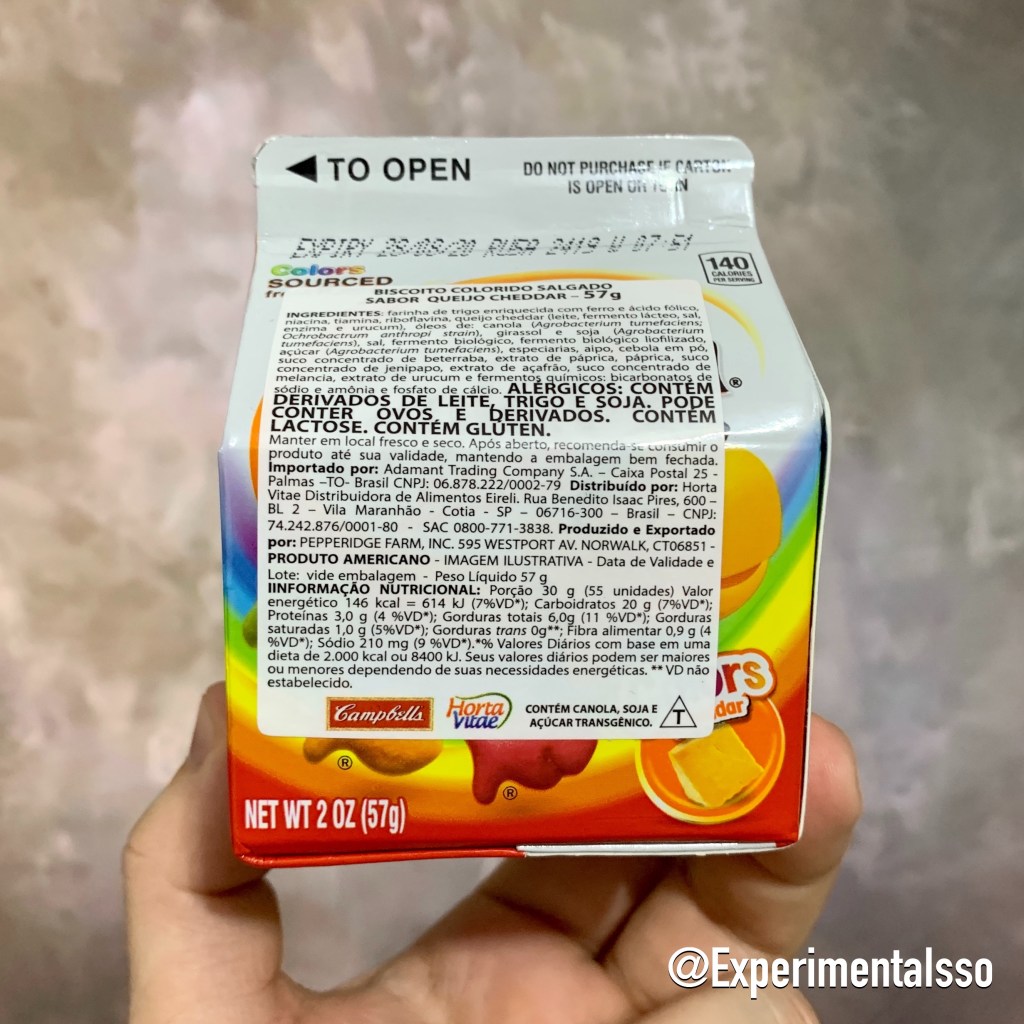 TO OPEN
DO NOT PURCHASE IF CARTON
IS OPEN OR TORN
EXPIRY 28/08/20 RUSA 2419 U 07:51
140
CALORIES
PER SERVING
Colors
SOURCED
BISCOITO COLORIDO SALGADO
SABOR QUEIJO CHEDDAR – 57g
INGREDIENTES: farinha de trigo enriquecida com ferro e ácido fólico,
niacina, tiamina, riboflavina, queijo cheddar (leite, fermento lácteo, sal,
enzima e urucum), óleos de: canola (Agrobacterium tumefaciens;
Ochrobactrum anthropi strain), girassol e soja (Agrobacterium
tumefaciens), sal, fermento biológico, fermento biológico liofilizado,
açúcar (Agrobacterium tumefaciens), especiarias, aipo, cebola em pó,
suco concentrado de beterraba, extrato de páprica, páprica, suco
concentrado de jenipapo, extrato de açafrão, suco concentrado de
melancia, extrato de urucum e fermentos químicos: bicarbonatos de
sódio e amônia e fosfato de cálcio. ALÉRGICOS: CONTÉM
DERIVADOS DE LEITE, TRIGO E SOJA. PODE
CONTER OVOS E DERIVADOS. CONTÉM
LACTOSE. CONTÉM GLÚTEN.
Manter em local fresco e seco. Após aberto, recomenda-se consumir o
produto até sua validade, mantendo a embalagem bem fechada.
Importado por: Adamant Trading Company S.A. – Caixa Postal 25 -
Palmas –TO- Brasil CNPJ: 06.878.222/0002-79 Distribuído por: Horta
Vitae Distribuidora de Alimentos Eireli. Rua Benedito Isaac Pires, 600 –
BL 2 – Vila Maranhão - Cotia - SP – 06716-300 – Brasil – CNPJ:
74.242.876/0001-80 - SAC 0800-771-3838. Produzido e Exportado
por: PEPPERIDGE FARM, INC. 595 WESTPORT AV. NORWALK, CT06851 -
PRODUTO AMERICANO - IMAGEM ILUSTRATIVA - Data de Validade e
Lote: vide embalagem - Peso Líquido 57 g
IINFORMAÇÃO NUTRICIONAL: Porção 30 g (55 unidades) Valor
energético 146 kcal = 614 kJ (7%VD*); Carboidratos 20 g (7%VD*);
Proteínas 3,0 g (4 %VD*); Gorduras totais 6,0g (11 %VD*); Gorduras
saturadas 1,0 g (5%VD*); Gorduras trans 0g**; Fibra alimentar 0,9 g (4
%VD*); Sódio 210 mg (9 %VD*).*% Valores Diários com base em uma
dieta de 2.000 kcal ou 8400 kJ. Seus valores diários podem ser maiores
ou menores dependendo de suas necessidades energéticas. ** VD não
estabelecido.
Campbells
Horta
Vitae
CONTÉM CANOLA, SOJA E
AÇÚCAR TRANSGÊNICO.
T
NET WT 2 OZ (57g)
@Experimentalsso